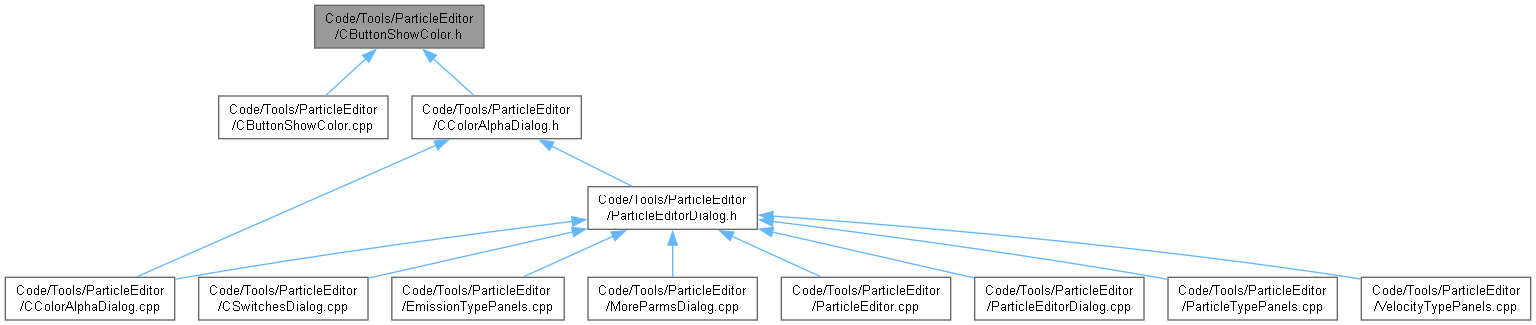 Code/Tools/ParticleEditor
/CButtonShowColor.h
Code/Tools/ParticleEditor
/CButtonShowColor.cpp
Code/Tools/ParticleEditor
/CColorAlphaDialog.h
Code/Tools/ParticleEditor
/ParticleEditorDialog.h
Code/Tools/ParticleEditor
/CColorAlphaDialog.cpp
Code/Tools/ParticleEditor
/CSwitchesDialog.cpp
Code/Tools/ParticleEditor
/EmissionTypePanels.cpp
Code/Tools/ParticleEditor
/MoreParmsDialog.cpp
Code/Tools/ParticleEditor
/ParticleEditor.cpp
Code/Tools/ParticleEditor
/ParticleEditorDialog.cpp
Code/Tools/ParticleEditor
/ParticleTypePanels.cpp
Code/Tools/ParticleEditor
/VelocityTypePanels.cpp